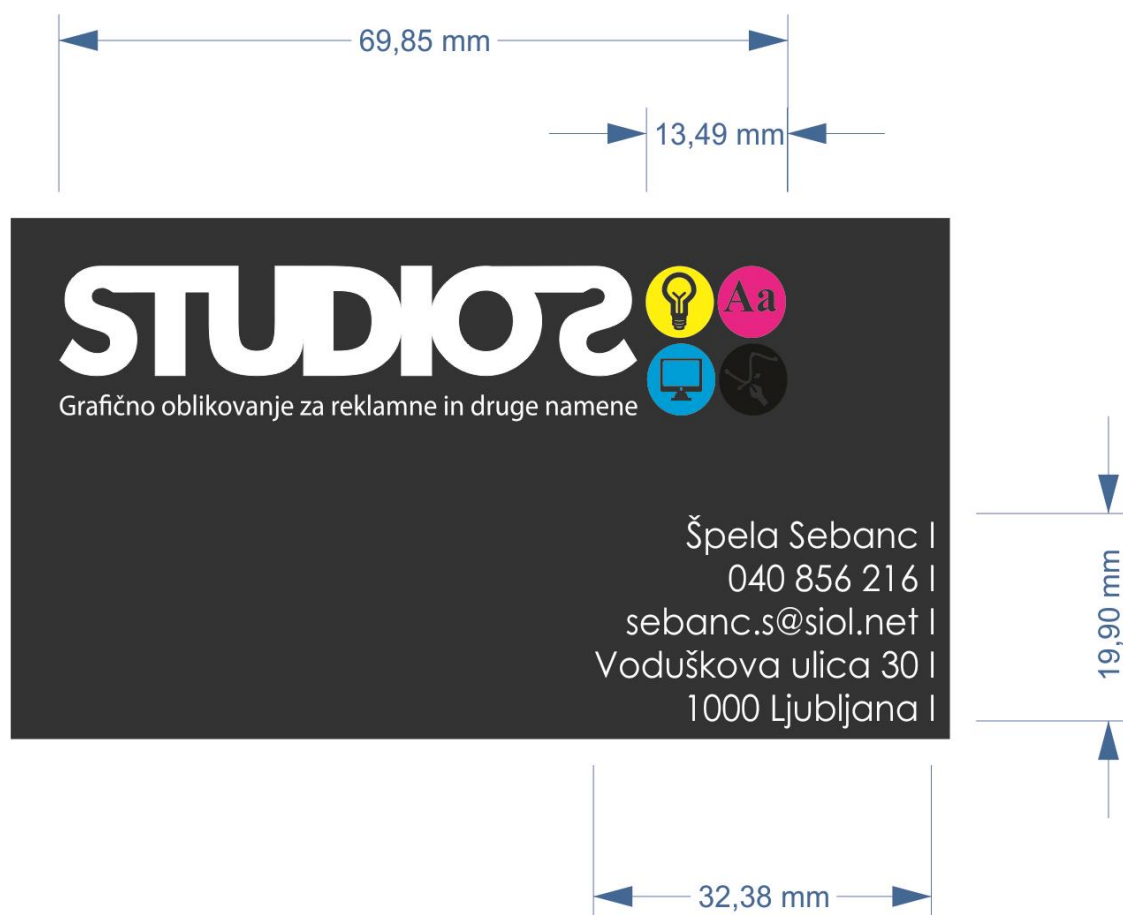 69,85 mm
13,49 mm
STUDIOS
Aa
Grafično oblikovanje za reklamne in druge namene
Špela Sebanc I
040 856 216 I
sebanc.s@siol.net I
Voduškova ulica 30 I
1000 Ljubljana I
19,90 mm
32,38 mm